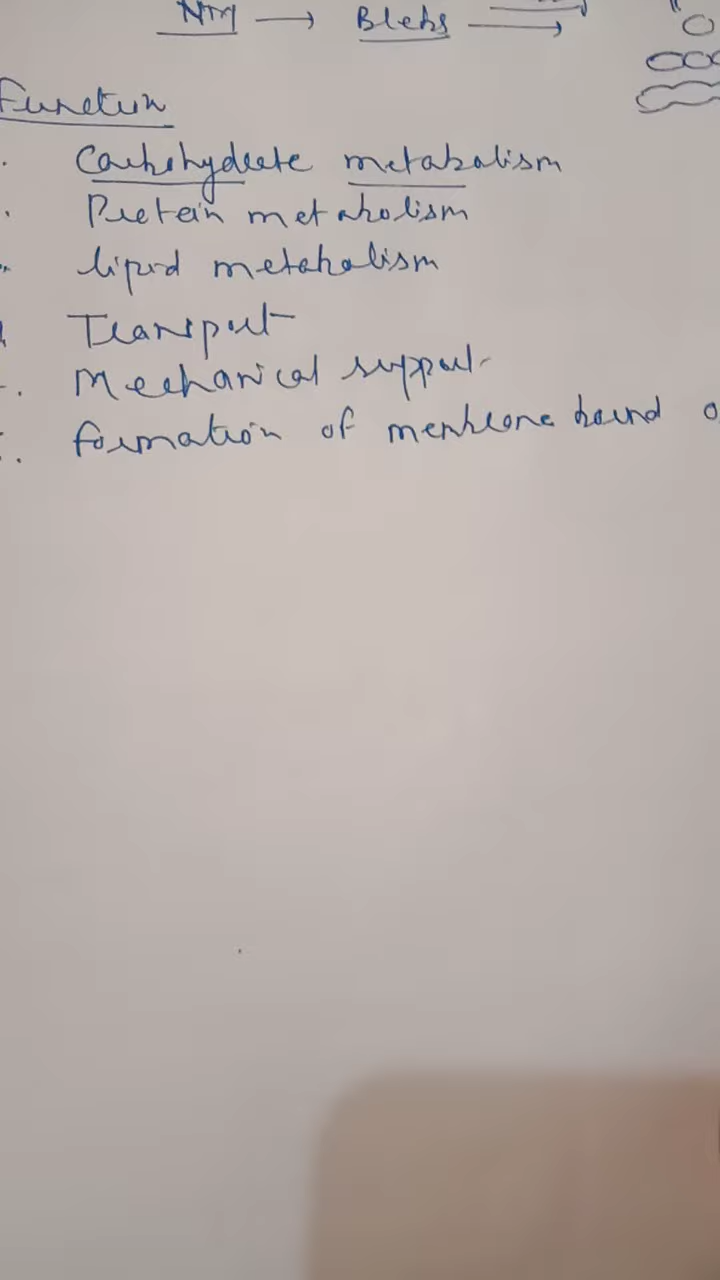 NM → Blebs
Function
Carbohydrate metabolism
Protein metabolism
lipid metabolism
Transport
Mechanical support
formation of membrane bound